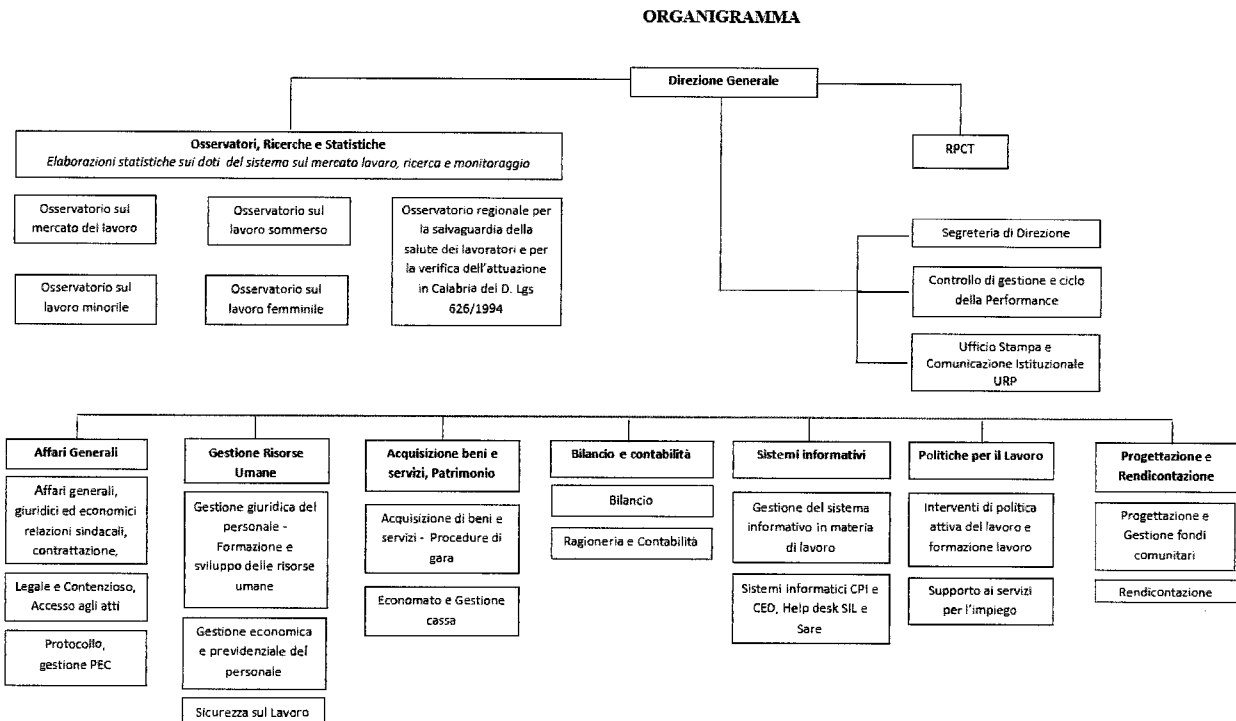 ORGANIGRAMMA
Direzione Generale
Osservatori, Ricerche e Statistiche
Elaborazioni statistiche sui doti del sistema sul mercato lavoro, ricerca e monitoraggio
RPCT
Osservatorio sul
mercato del lavoro
Osservatorio sul
lavoro sommerso
Osservatorio regionale per
la salvaguardia della
salute dei lavoratori e per
la verifica dell'attuazione
in Calabria del D. Lgs
626/1994
Osservatorio sul
lavoro minorile
Osservatorio sul
lavoro femminile
Segreteria di Direzione
Controllo di gestione e ciclo
della Performance
Ufficio Stampa e
Comunicazione Istituzionale
URP
Affari Generali
Affari generali,
giuridici ed economici
relazioni sindacali,
contrattazione,
Legale e Contenzioso,
Accesso agli atti
Protocollo,
gestione PEC
Gestione Risorse
Umane
Gestione giuridica del
personale -
Formazione e
sviluppo delle risorse
umane
Gestione economica
e previdenziale del
personale
Sicurezza sul Lavoro
Acquisizione beni e
servizi, Patrimonio
Acquisizione di beni e
servizi - Procedure di
gara
Economato e Gestione
cassa
Bilancio e contabilità
Bilancio
Ragioneria e Contabilità
Sistemi informativi
Gestione del sistema
informativo in materia
di lavoro
Sistemi informatici CPI e
CED, Help desk SIL e
Sare
Politiche per il Lavoro
Interventi di politica
attiva del lavoro e
formazione lavoro
Supporto ai servizi
per l'impiego
Progettazione e
Rendicontazione
Progettazione e
Gestione fondi
comunitari
Rendicontazione